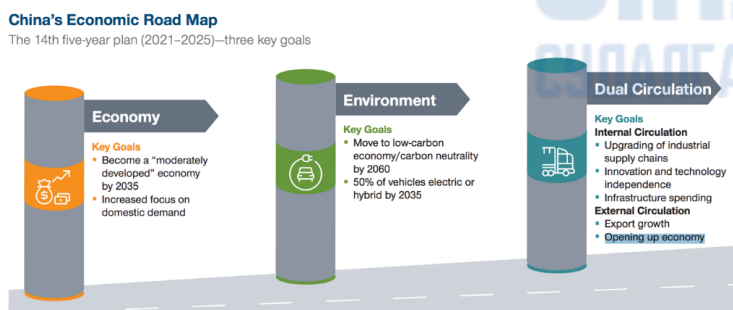 China's Economic Road Map
The 14th five-year plan (2021–2025)—three key goals
Economy
Key Goals
▪ Become a “moderately
developed” economy
by 2035
▪ Increased focus on
domestic demand
Environment
Key Goals
▪ Move to low-carbon
economy/carbon neutrality
by 2060
▪ 50% of vehicles electric or
hybrid by 2035
Dual Circulation
Key Goals
Internal Circulation
▪ Upgrading of industrial
supply chains
▪ Innovation and technology
independence
▪ Infrastructure spending
External Circulation
▪ Export growth
▪ Opening up economy